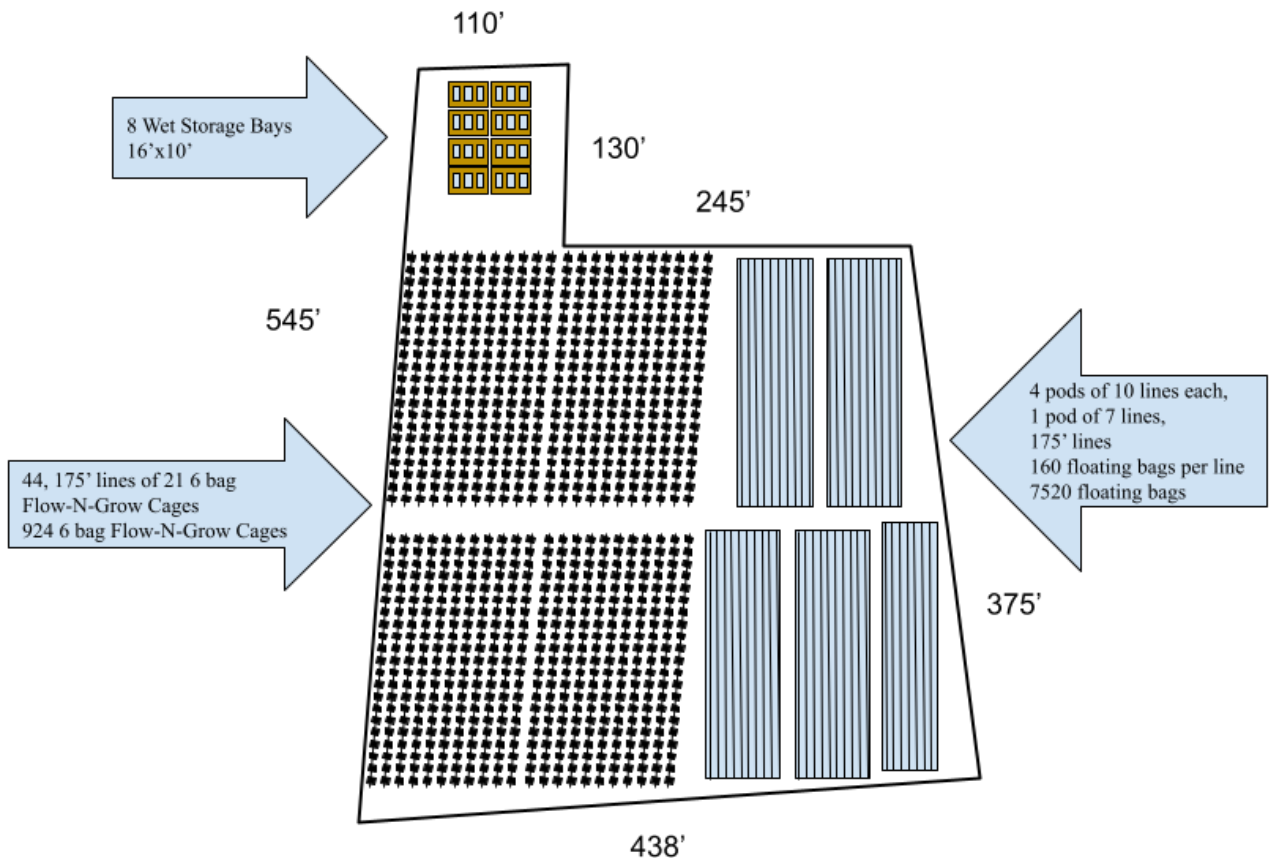 110’
8 Wet Storage Bays
16’x10’
130’
245’
545’
4 pods of 10 lines each,
1 pod of 7 lines,
175’ lines
160 floating bags per line
7520 floating bags
44, 175’ lines of 21 6 bag
Flow-N-Grow Cages
924 6 bag Flow-N-Grow Cages
375’
438’